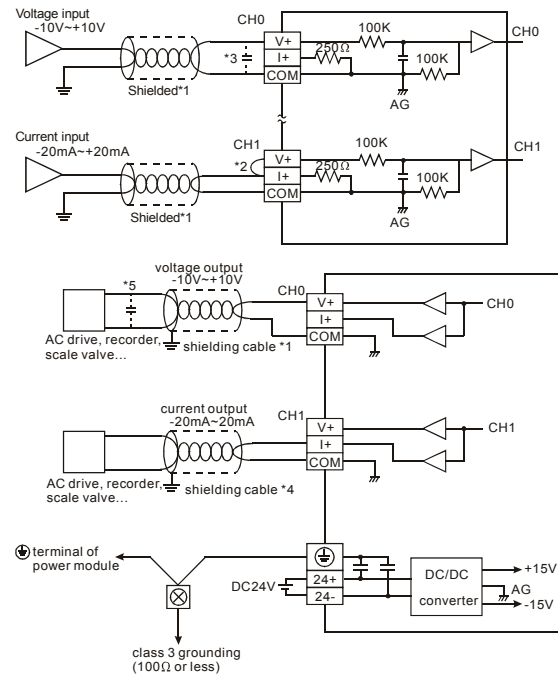 Voltage input
-10V~+10V
CH0
*3
V+
I+
COM
250Ω
100K
100K
AG
CH0
Shielded*1
Current input
-20mA~+20mA
CH1
*2
V+
I+
COM
250Ω
100K
100K
AG
CH1
Shielded*1
voltage output
-10V~+10V
*5
CH0
V+
I+
COM
CH0
AC drive, recorder,
scale valve...
shielding cable *1
current output
-20mA~20mA
CH1
V+
I+
COM
CH1
AC drive, recorder,
scale valve...
shielding cable *4
terminal of
power module
DC24V
24+
24-
DC/DC
converter
+15V
AG
-15V
class 3 grounding
(100Ω or less)